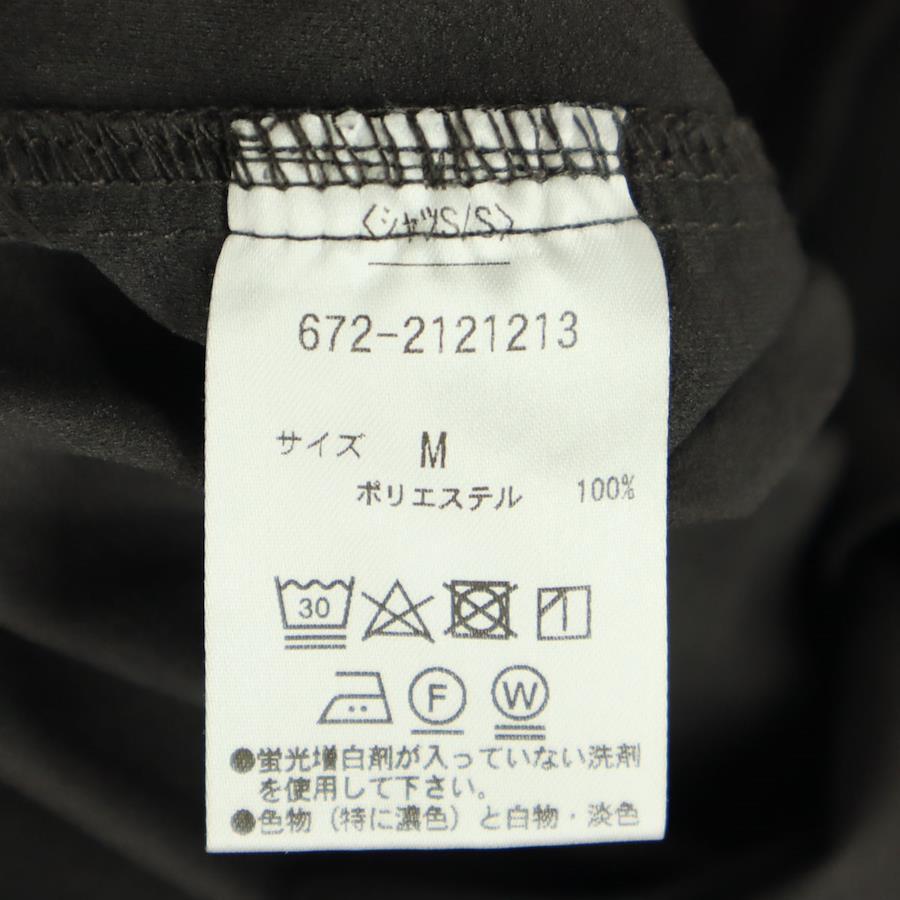 〈シャツS/S〉
672-2121213
サイズ M
ポリエステル 100%
30
F W
●蛍光増白剤が入っていない洗剤
を使用して下さい。
●色物（特に濃色）と白物・淡色